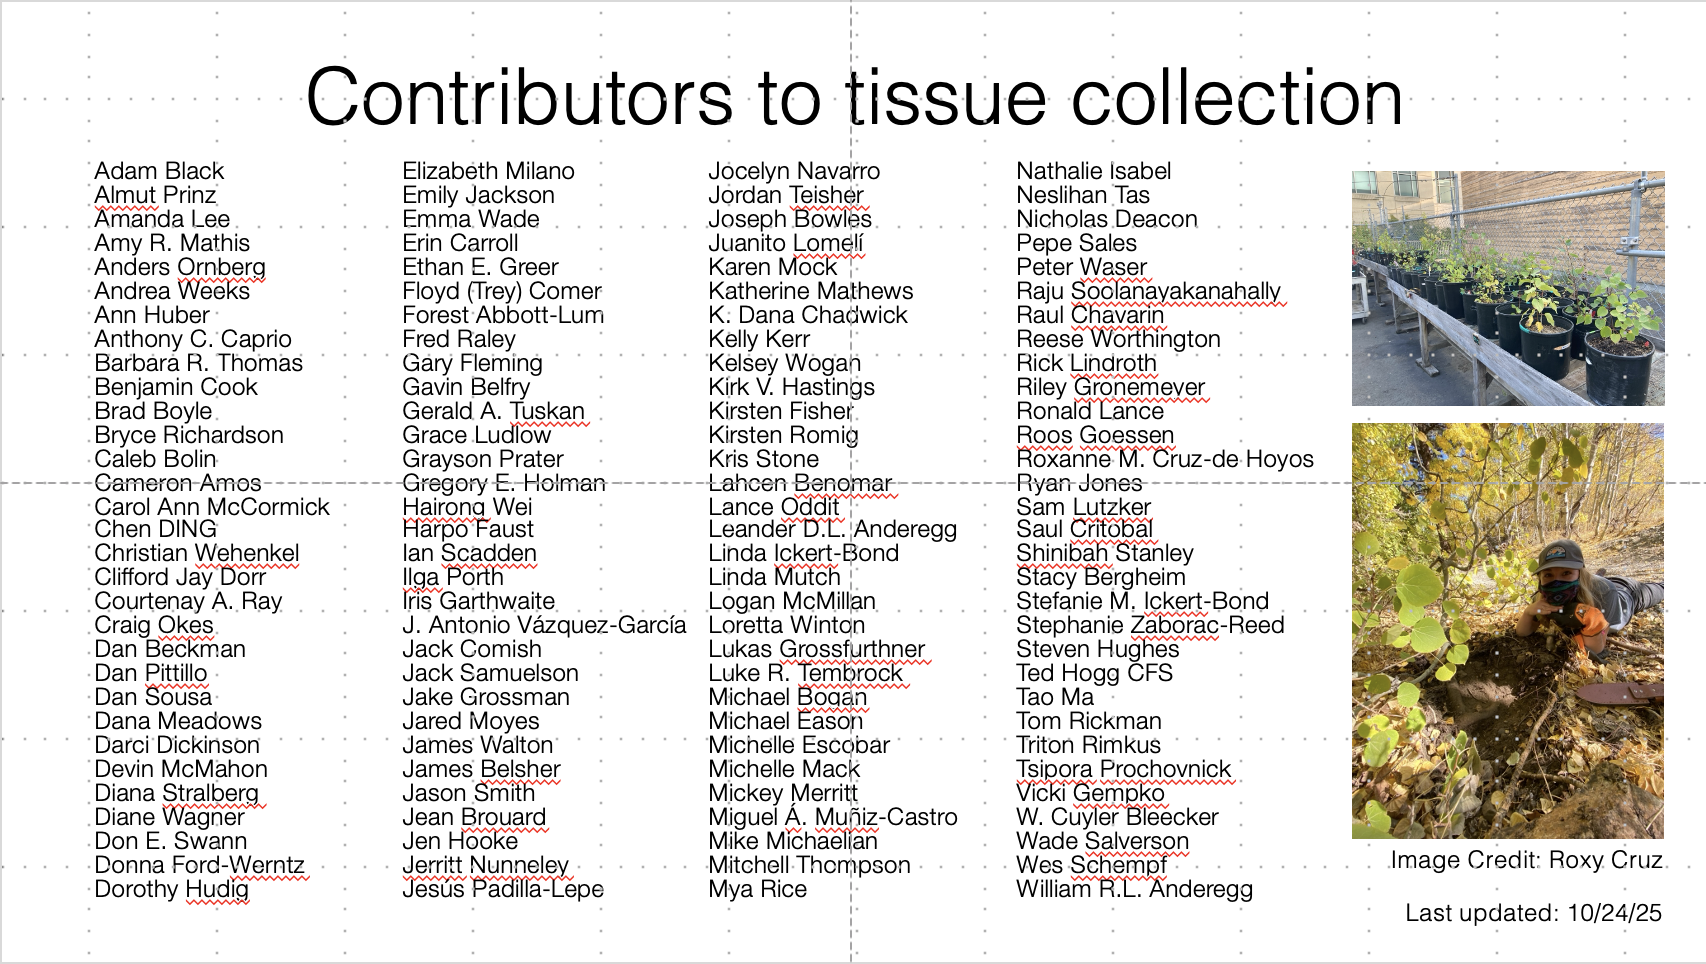 Contributors to tissue collection
Adam Black
Almut Prinz
Amanda Lee
Amy R. Mathis
Anders Ornberg
Andrea Weeks
Ann Huber
Anthony C. Caprio
Barbara R. Thomas
Benjamin Cook
Brad Boyle
Bryce Richardson
Caleb Bolin
Cameron Amos
Carol Ann McCormick
Chen DING
Christian Wehenkel
Clifford Jay Dorr
Courtenay A. Ray
Craig Okes
Dan Beckman
Dan Pittillo
Dan Sousa
Dana Meadows
Darci Dickinson
Devin McMahon
Diana Stralberg
Diane Wagner
Don E. Swann
Donna Ford-Werntz
Dorothy Hudig
Elizabeth Milano
Emily Jackson
Emma Wade
Erin Carroll
Ethan E. Greer
Floyd (Trey) Comer
Forest Abbott-Lum
Fred Raley
Gary Fleming
Gavin Belfry
Gerald A. Tuskan
Grace Ludlow
Grayson Prater
Gregory E. Holman
Hairong Wei
Harpo Faust
Ian Scadden
Ilga Porth
Iris Garthwaite
J. Antonio Vázquez-García
Jack Comish
Jack Samuelson
Jake Grossman
Jared Moyes
James Walton
James Belsher
Jason Smith
Jean Brouard
Jen Hooke
Jerritt Nunneley
Jesús Padilla-Lepe
Jocelyn Navarro
Jordan Teisher
Joseph Bowles
Juanito Lomelí
Karen Mock
Katherine Mathews
K. Dana Chadwick
Kelly Kerr
Kelsey Wogan
Kirk V. Hastings
Kirsten Fisher
Kirsten Romig
Kris Stone
Lahcen Benomar
Lance Oddit
Leander D.L. Anderegg
Linda Ickert-Bond
Linda Mutch
Logan McMillan
Loretta Winton
Lukas Grossfurthner
Luke R. Tembrock
Michael Bogan
Michael Eason
Michelle Escobar
Michelle Mack
Mickey Merritt
Miguel Á. Muñiz-Castro
Mike Michaelian
Mitchell Thompson
Mya Rice
Nathalie Isabel
Neslihan Tas
Nicholas Deacon
Pepe Sales
Peter Waser
Raju Soolanayakanahally
Raul Chavarin
Reese Worthington
Rick Lindroth
Riley Gronemeyer
Ronald Lance
Roos Goessen
Roxanne M. Cruz-de Hoyos
Ryan Jones
Sam Lutzker
Saul Critobal
Shinibah Stanley
Stacy Bergheim
Stefanie M. Ickert-Bond
Stephanie Zaborac-Reed
Steven Hughes
Ted Hogg CFS
Tao Ma
Tom Rickman
Triton Rimkus
Tsipora Prochovnick
Vicki Gempko
W. Cuyler Bleecker
Wade Salverson
Wes Schempf
William R.L. Anderegg
Image Credit: Roxy Cruz
Last updated: 10/24/25